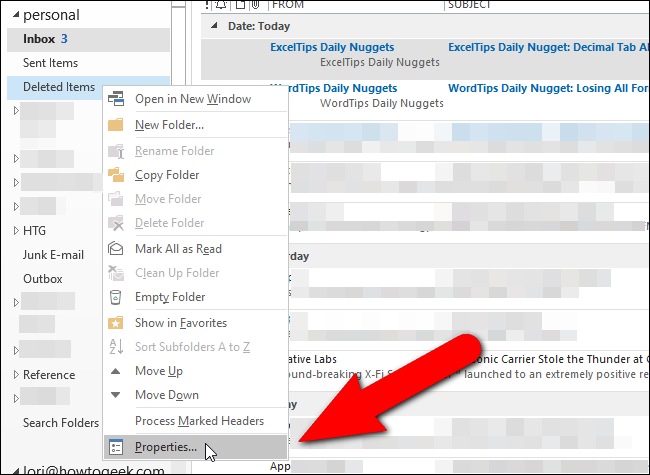 personal
Inbox 3
Sent Items
Deleted Items
HTG
Junk E-mail
Outbox
Reference
Search Folders
lori@howtogeek.com
Open in New Window
New Folder...
Rename Folder
Copy Folder
Move Folder
Delete Folder
Mark All as Read
Clean Up Folder
Empty Folder
Show in Favorites
Sort Subfolders A to Z
Move Up
Move Down
Process Marked Headers
Properties...
FROM SUBJECT
Date: Today
ExcelTips Daily Nuggets ExcelTips Daily Nugget: Decimal Tab Al
ExcelTips Daily Nuggets
WordTips Daily Nuggets WordTips Daily Nugget: Losing All For
WordTips Daily Nuggets
rday
ative Labs onic Carrier Stole the Thunder at C
ound-breaking X-Fi S " launched to an extremely positive re
ay
App